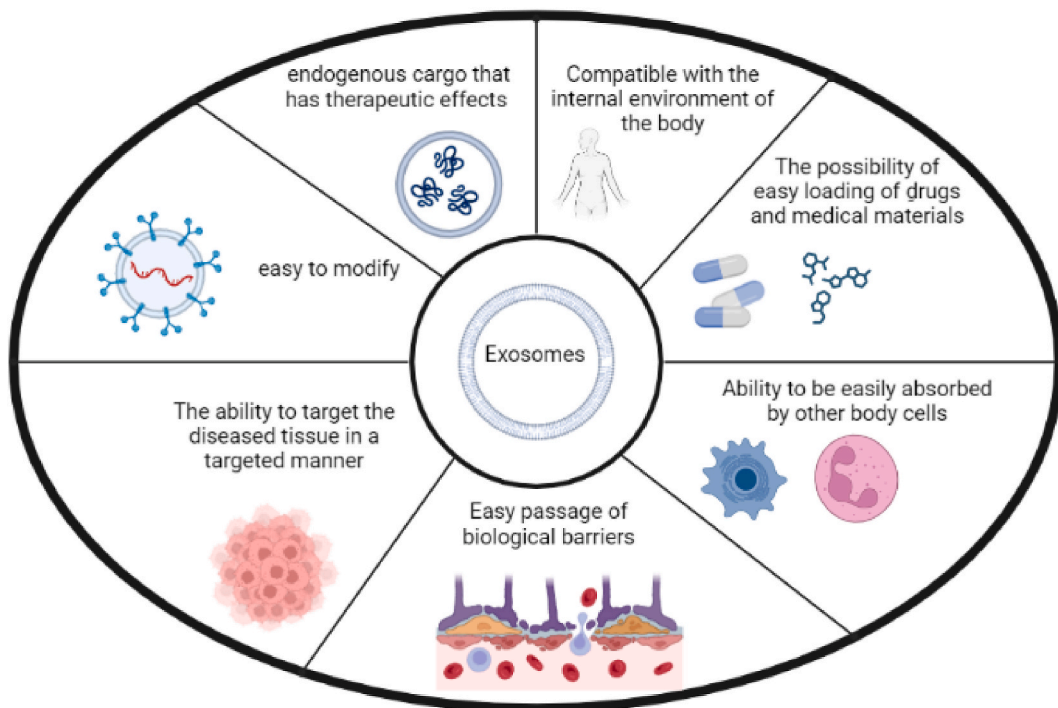 endogenous cargo that
has therapeutic effects
Compatible with the
internal environment of
the body
The possibility of
easy loading of drugs
and medical materials
easy to modify
Exosomes
Ability to be easily absorbed
by other body cells
The ability to target the
diseased tissue in a
targeted manner
Easy passage of
biological barriers